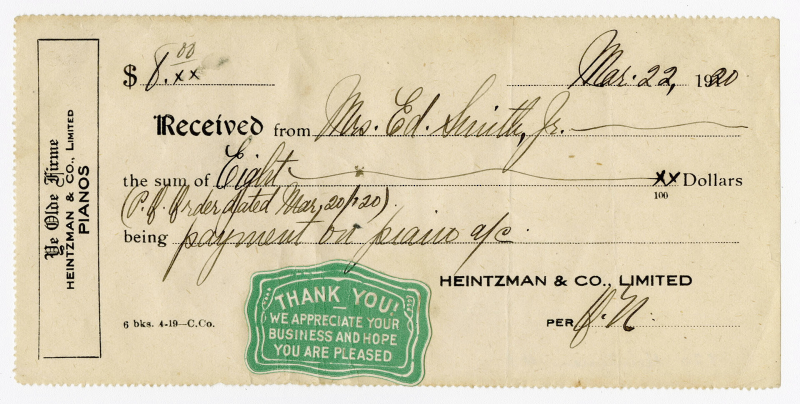 Ye Olde Firme
HEINTZMAN & CO., LIMITED
PIANOS
$ 8.00/xx
Mar. 22, 1920
Received from Mrs. Ed. Smith, Jr.
the sum of Eight xx/100 Dollars
(P.O. Order dated Mar, 20/'20).
being payment on piano a/c
HEINTZMAN & CO., LIMITED
PER
6 bks. 4-19—C.Co.
THANK YOU!
WE APPRECIATE YOUR
BUSINESS AND HOPE
YOU ARE PLEASED